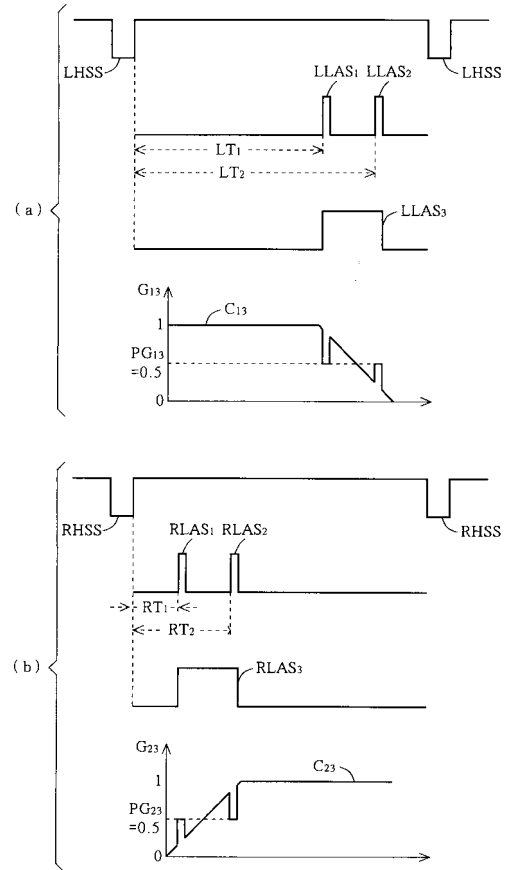 (a)
LHSS
LHSS
LLAS₁ LLAS₂
LT₁
LT₂
LLAS₃
G₁₃
C₁₃
1
PG₁₃
=0.5
0
(b)
RHSS
RHSS
RLAS₁ RLAS₂
RT₁
RT₂
RLAS₃
G₂₃
C₂₃
1
PG₂₃
=0.5
0